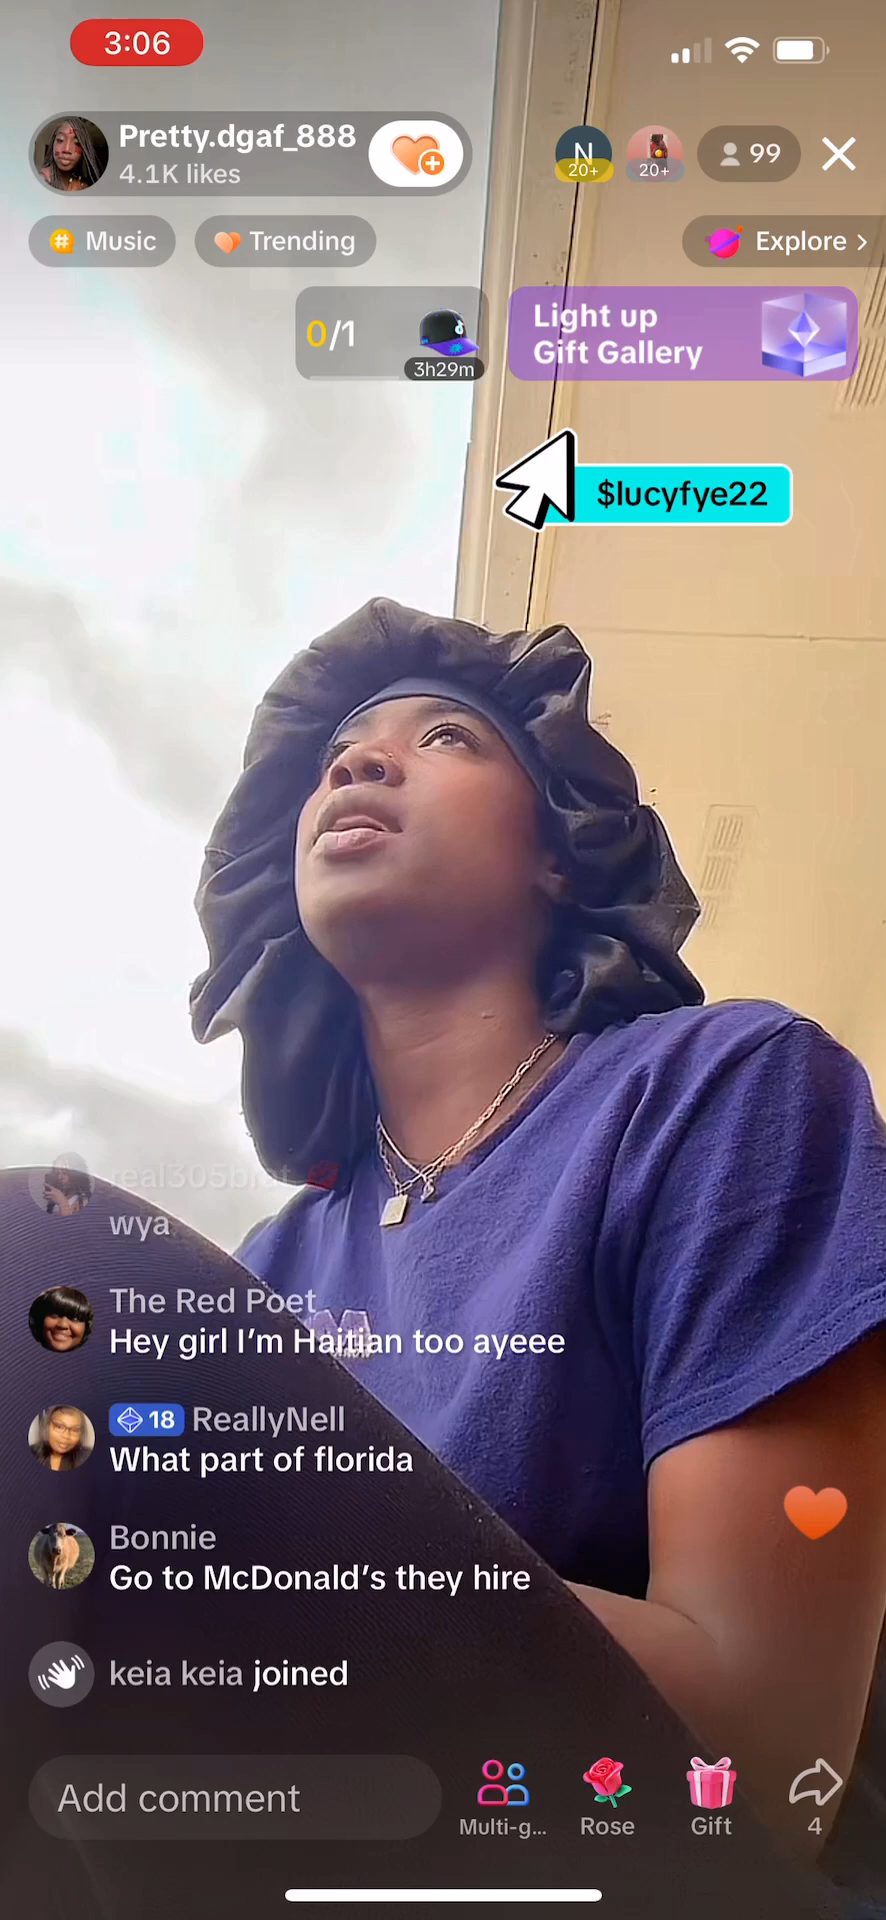 3:06
Pretty.dgaf_888
4.1K likes
N
20+
20+
99
Music
Trending
Explore >
0/1
3h29m
Light up
Gift Gallery
$lucyfye22
real305brat
wya
The Red Poet
Hey girl I'm Haitian too ayeee
18 ReallyNell
What part of florida
Bonnie
Go to McDonald's they hire
keia keia joined
Add comment
Multi-g...
Rose
Gift
4